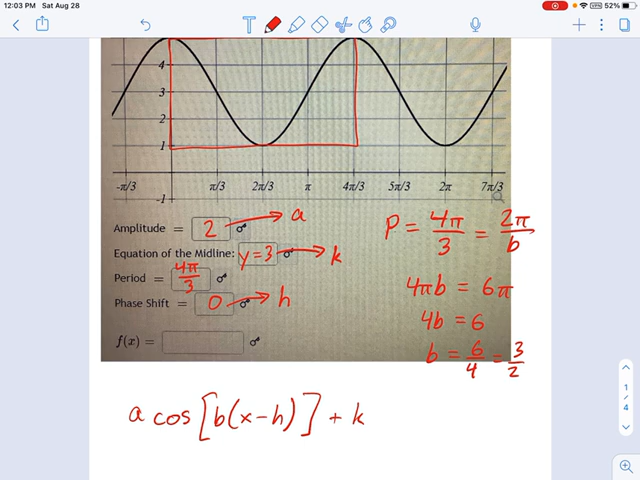 12:03 PM Sat Aug 28
52%
4
3
2
1
-π/3 π/3 2π/3 π 4π/3 5π/3 2π 7π/3
-1
Amplitude = 2 → a
Equation of the Midline: y=3 → k
Period = 4π/3
Phase Shift = 0 → h
f(x) =
P = 4π/3 = 2π/b
4πb = 6π
4b = 6
b = 6/4 = 3/2
a cos[b(x-h)] + k
1
/
4